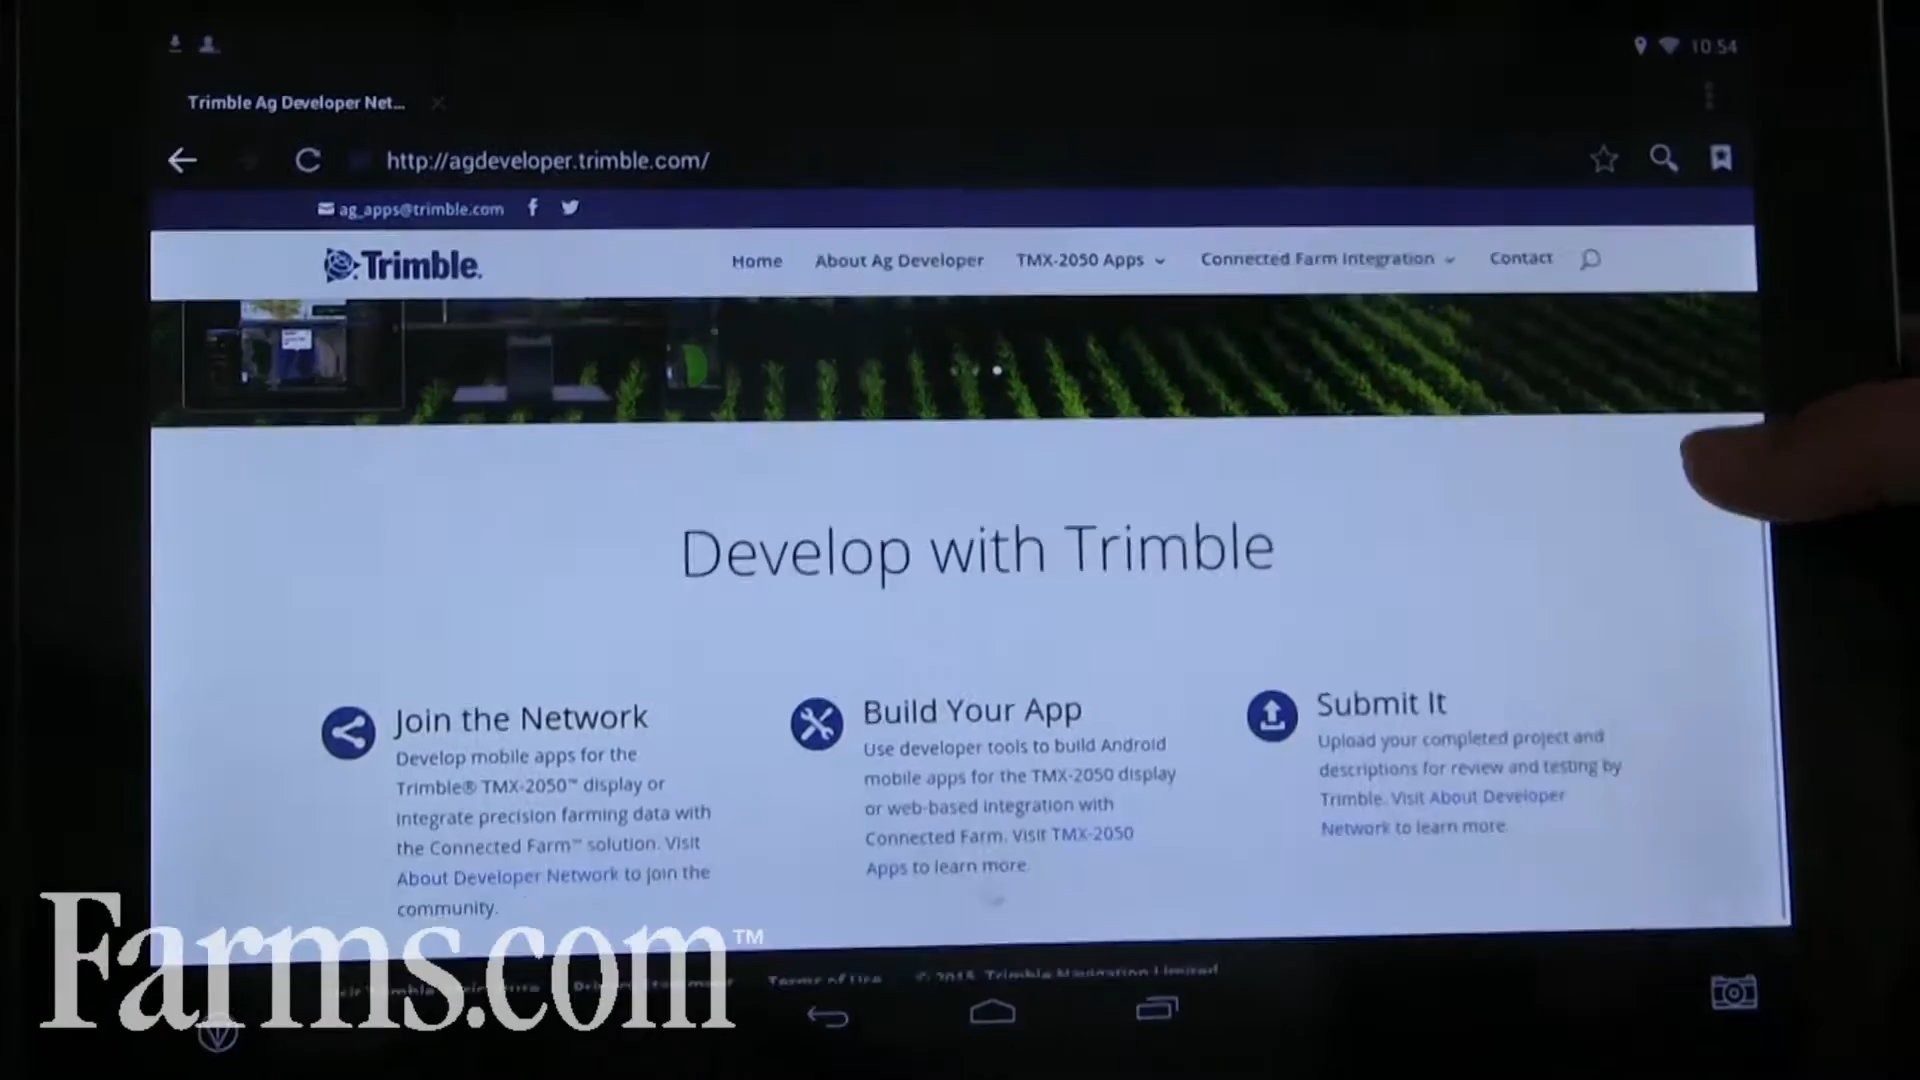 10:54
Trimble Ag Developer Net...
http://agdeveloper.trimble.com/
ag_apps@trimble.com
Trimble.
Home About Ag Developer TMX-2050 Apps Connected Farm Integration Contact
Develop with Trimble
Join the Network
Develop mobile apps for the
Trimble® TMX-2050™ display or
integrate precision farming data with
the Connected Farm™ solution. Visit
About Developer Network to join the
community.
Build Your App
Use developer tools to build Android
mobile apps for the TMX-2050 display
or web-based integration with
Connected Farm. Visit TMX-2050
Apps to learn more.
Submit It
Upload your completed project and
descriptions for review and testing by
Trimble. Visit About Developer
Network to learn more.
Terms of Use © 2015, Trimble Navigation Limited
Farms.com™